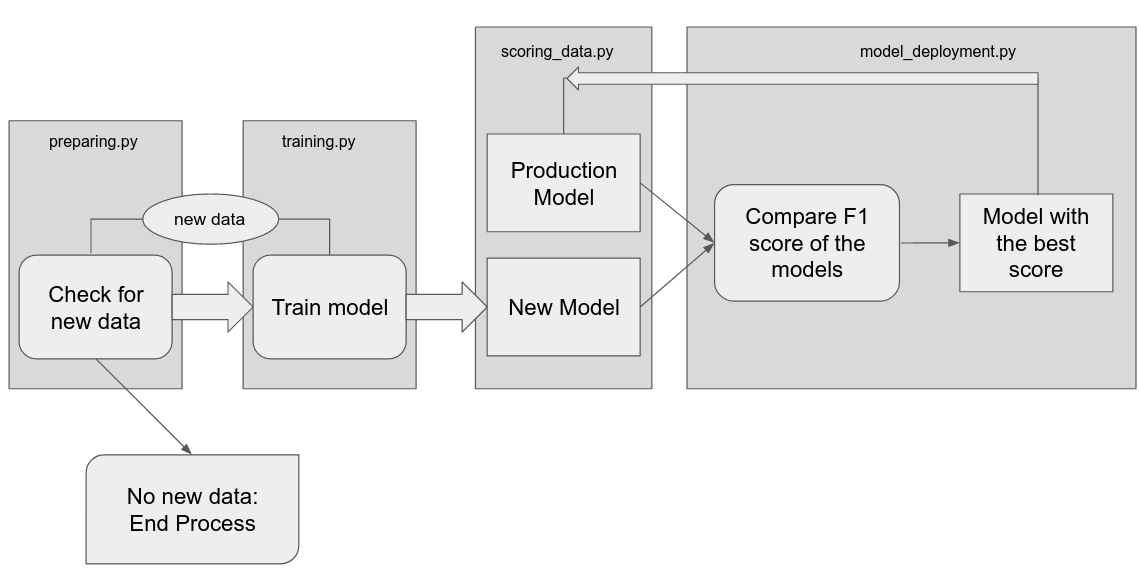 scoring_data.py
model_deployment.py
preparing.py
training.py
Production
Model
new data
Compare F1
score of the
models
Model with
the best
score
Check for
new data
Train model
New Model
No new data:
End Process